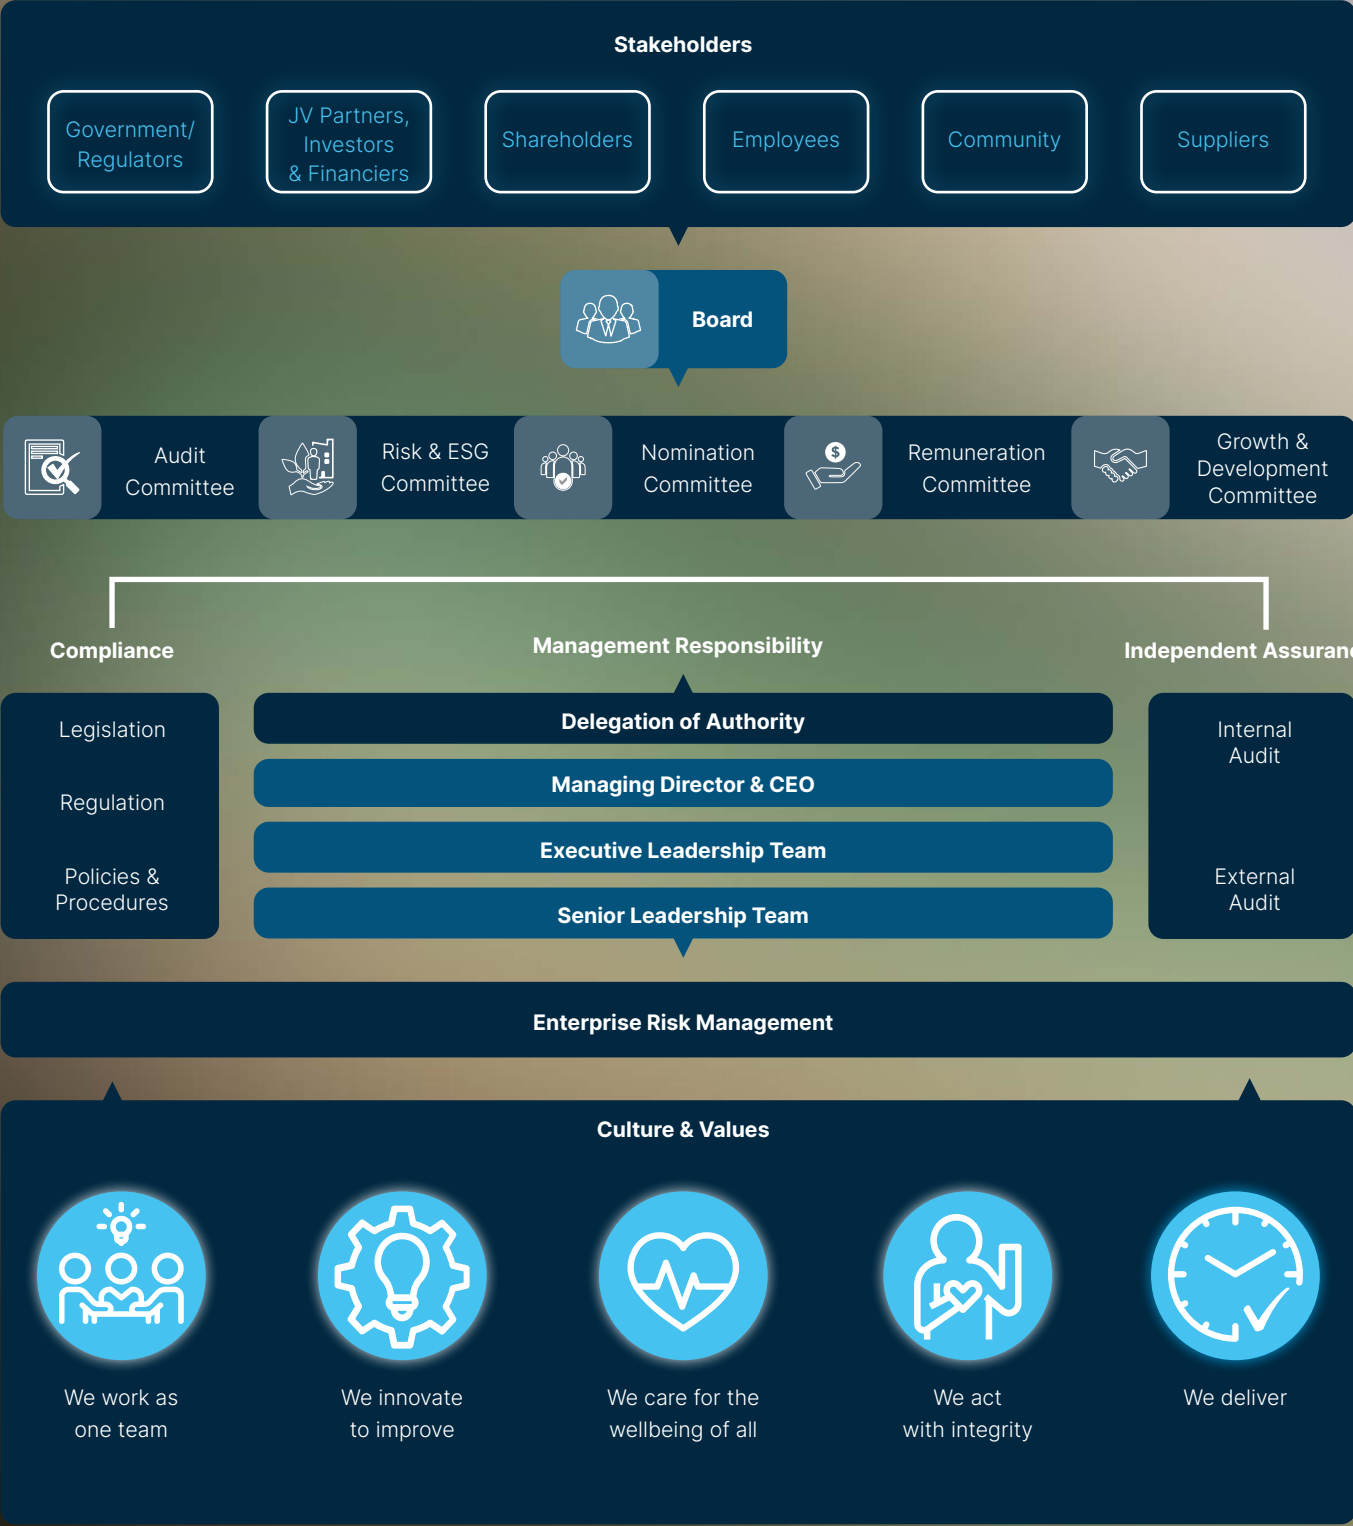 Stakeholders
Government/
Regulators
JV Partners,
Investors
& Financiers
Shareholders
Employees
Community
Suppliers
Board
Audit
Committee
Risk & ESG
Committee
Nomination
Committee
$
Remuneration
Committee
Growth &
Development
Committee
Compliance
Management Responsibility
Independent Assuranc
Legislation
Regulation
Policies &
Procedures
Delegation of Authority
Managing Director & CEO
Executive Leadership Team
Senior Leadership Team
Internal
Audit
External
Audit
Enterprise Risk Management
Culture & Values
We work as
one team
We innovate
to improve
We care for the
wellbeing of all
We act
with integrity
We deliver